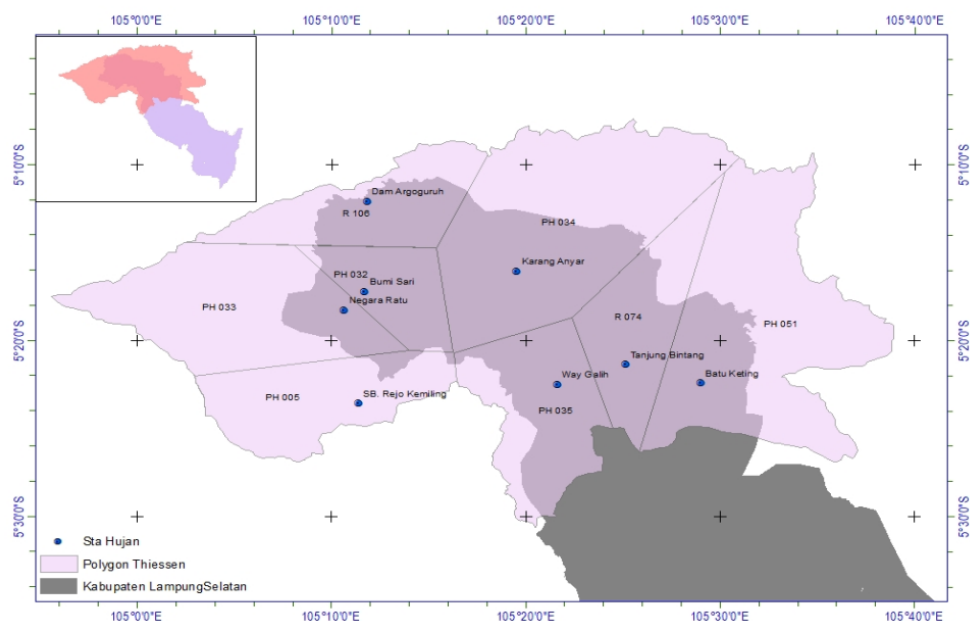 105°0'0"E 105°10'0"E 105°20'0"E 105°30'0"E 105°40'0"E
5°10'0"S
5°10'0"S
Dam Argoguruh
R 106
PH 034
Karang Anyar
PH 032
Bumi Sari
Negara Ratu
PH 033
R 074
PH 051
5°20'0"S
5°20'0"S
Tanjung Bintang
Way Galih
Batu Keting
PH 005
SB. Rejo Kemiling
PH 035
5°30'0"S
5°30'0"S
Sta Hujan
Polygon Thiessen
Kabupaten LampungSelatan
105°0'0"E 105°10'0"E 105°20'0"E 105°30'0"E 105°40'0"E